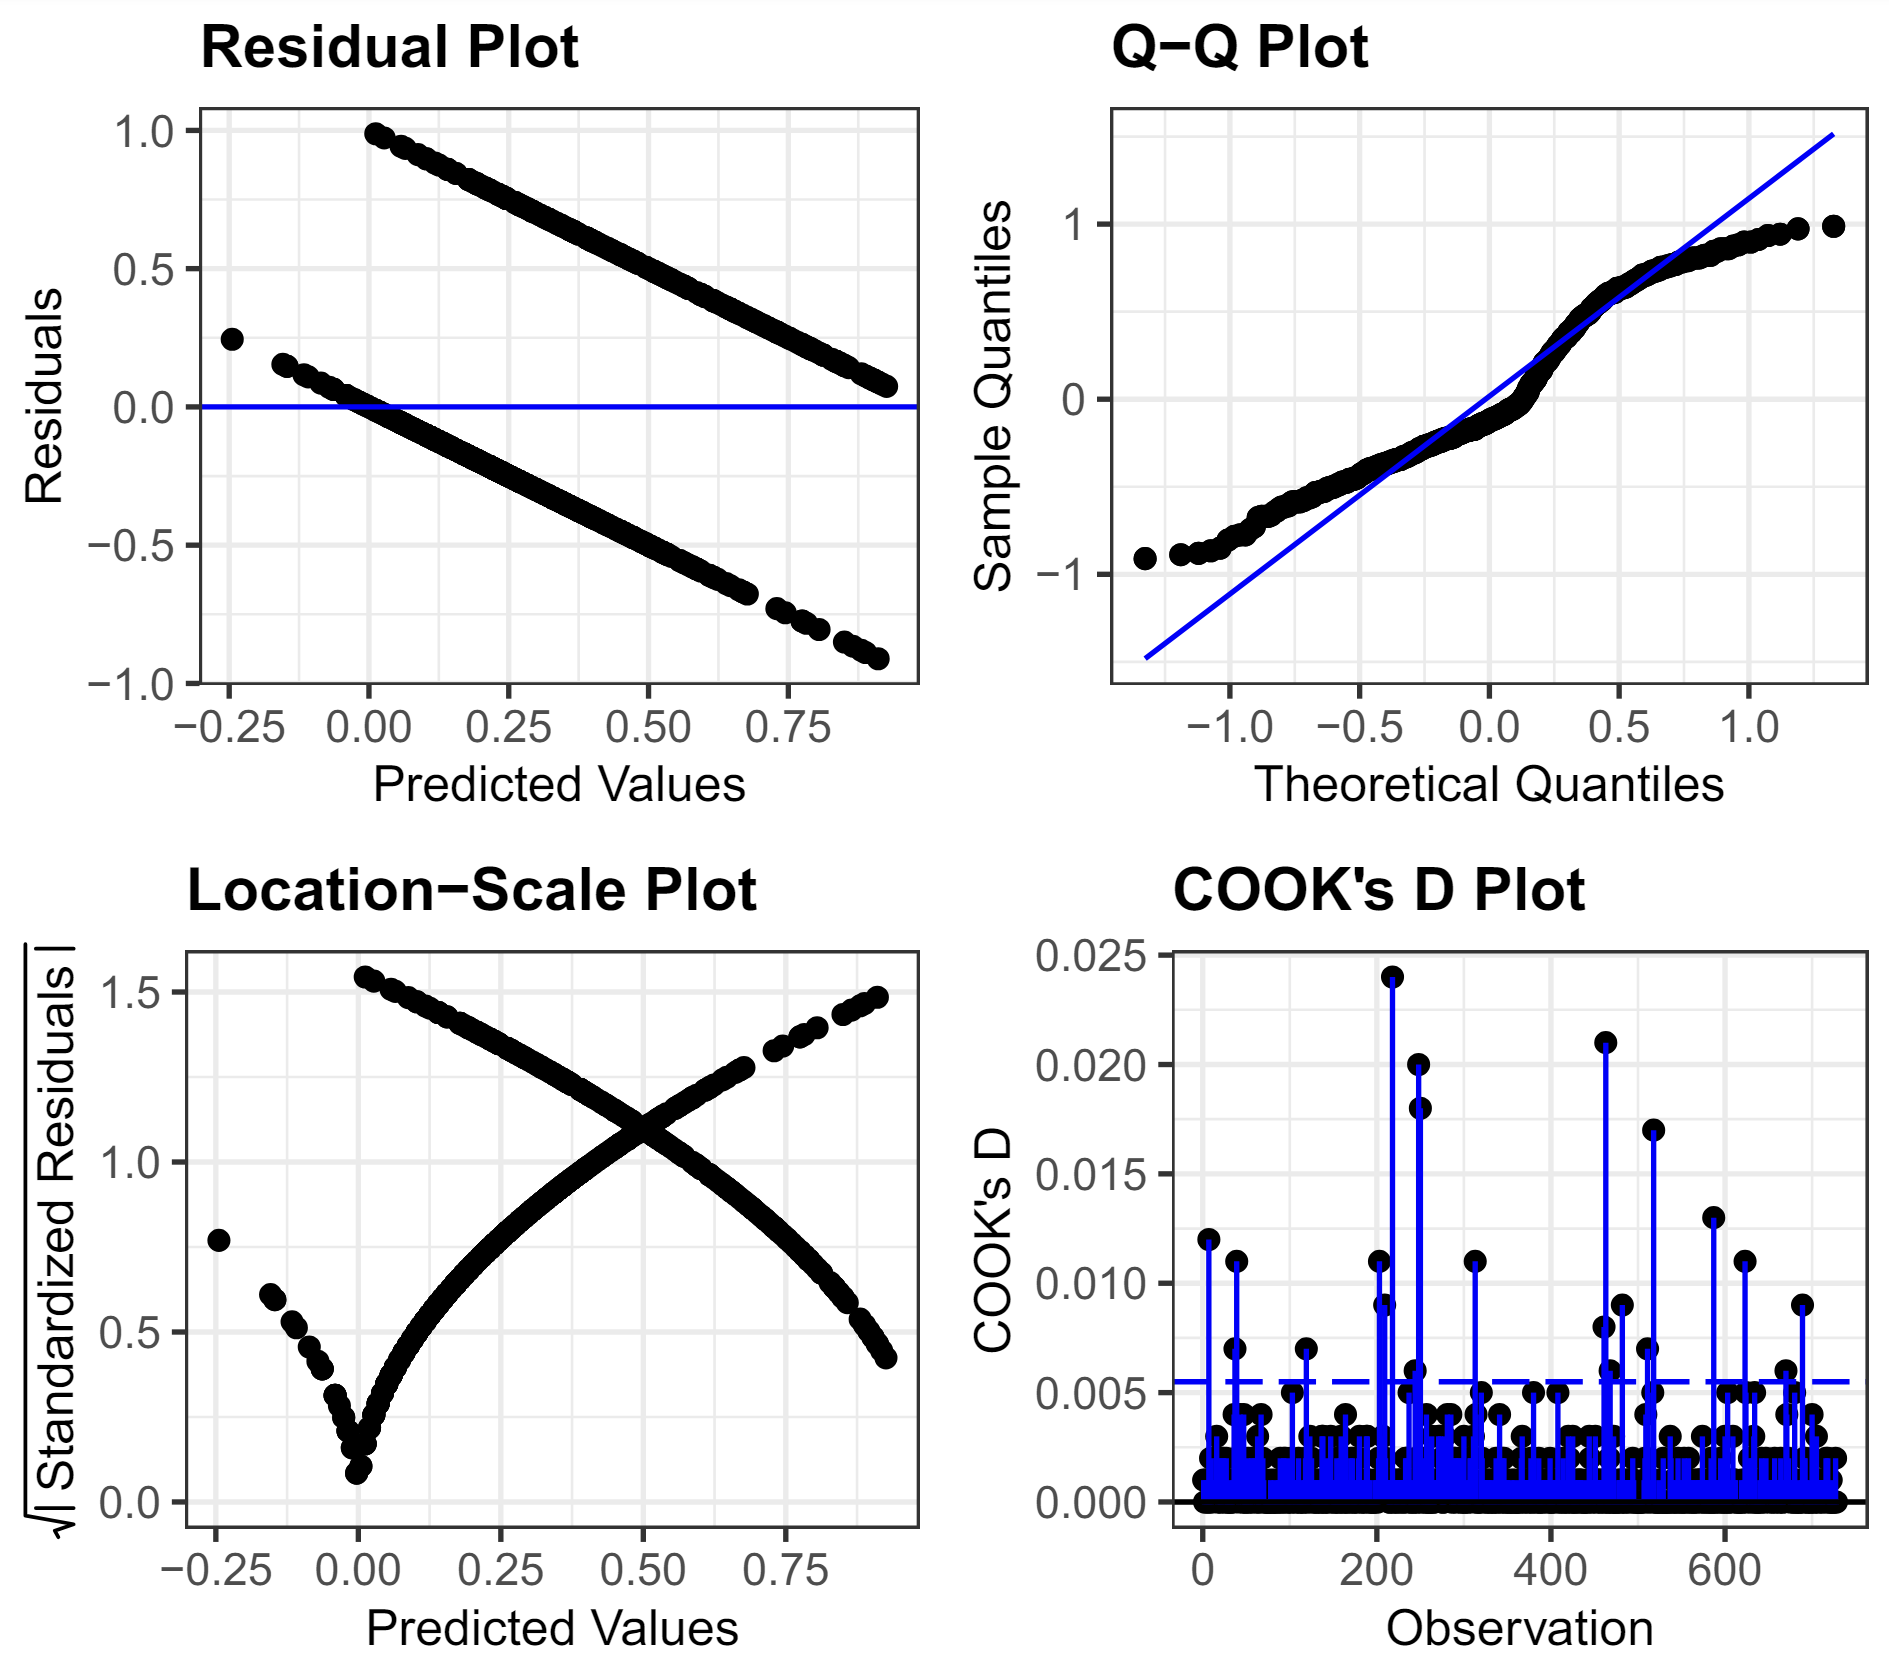 Residual Plot
Residuals
1.0
0.5
0.0
−0.5
−1.0
−0.25 0.00 0.25 0.50 0.75
Predicted Values
Q−Q Plot
Sample Quantiles
1
0
−1
−1.0 −0.5 0.0 0.5 1.0
Theoretical Quantiles
Location−Scale Plot
√|Standardized Residuals|
1.5
1.0
0.5
0.0
−0.25 0.00 0.25 0.50 0.75
Predicted Values
COOK's D Plot
COOK's D
0.025
0.020
0.015
0.010
0.005
0.000
0 200 400 600
Observation